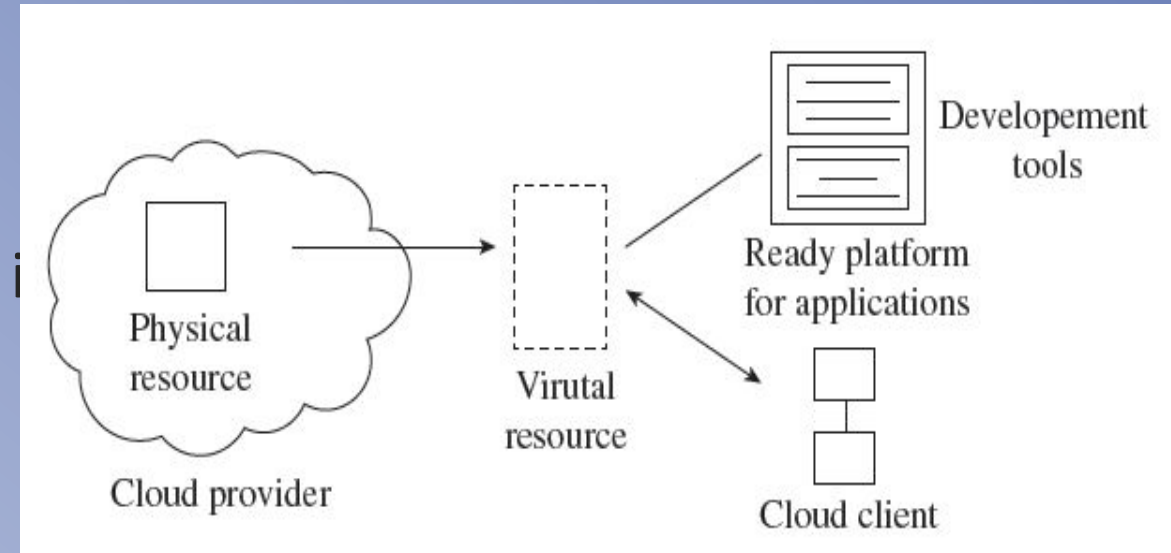 Developement
tools
Ready platform
for applications
Physical
resource
Virutal
resource
Cloud provider
Cloud client